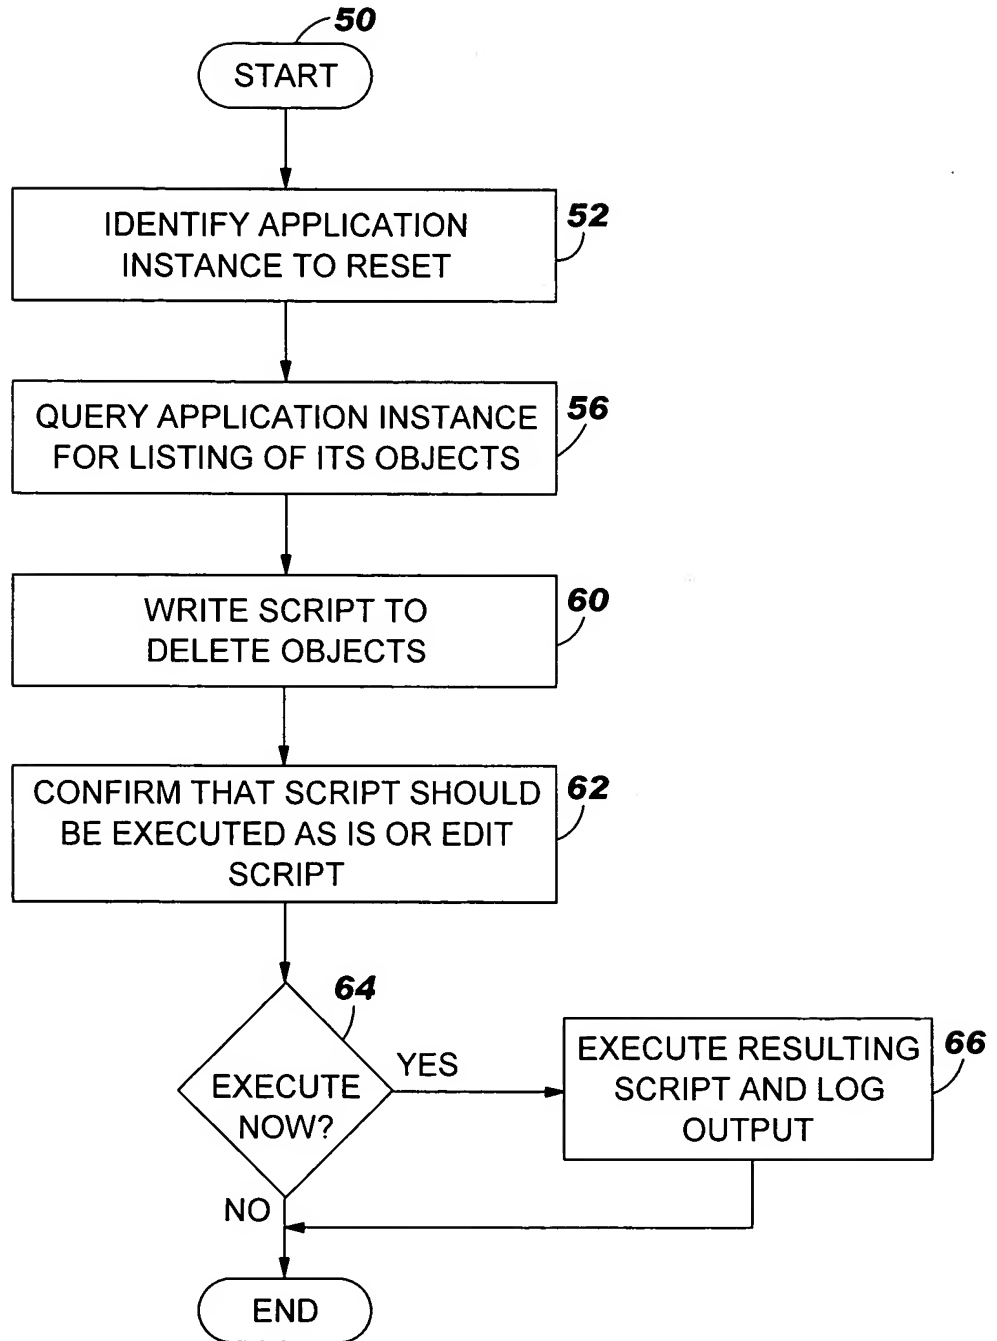 50
START
IDENTIFY APPLICATION
INSTANCE TO RESET
52
QUERY APPLICATION INSTANCE
FOR LISTING OF ITS OBJECTS
56
WRITE SCRIPT TO
DELETE OBJECTS
60
CONFIRM THAT SCRIPT SHOULD
BE EXECUTED AS IS OR EDIT
SCRIPT
62
64
EXECUTE
NOW?
YES
EXECUTE RESULTING
SCRIPT AND LOG
OUTPUT
66
NO
END